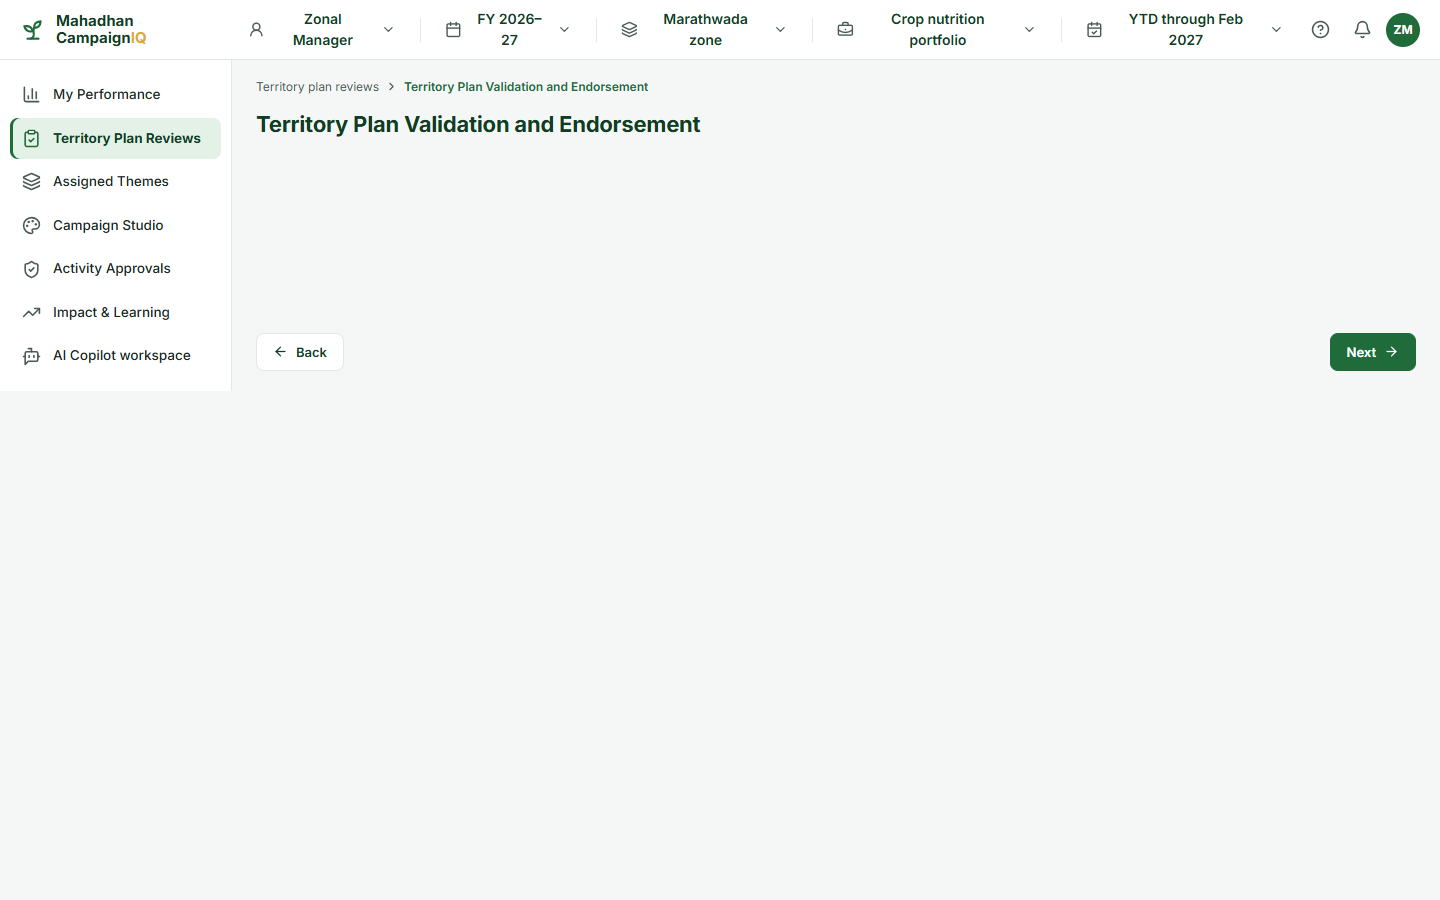 Mahadhan
CampaignIQ
Zonal
Manager
FY 2026–
27
Marathwada
zone
Crop nutrition
portfolio
YTD through Feb
2027
ZM
My Performance
Territory Plan Reviews
Assigned Themes
Campaign Studio
Activity Approvals
Impact & Learning
AI Copilot workspace
Territory plan reviews > Territory Plan Validation and Endorsement
Territory Plan Validation and Endorsement
Back
Next